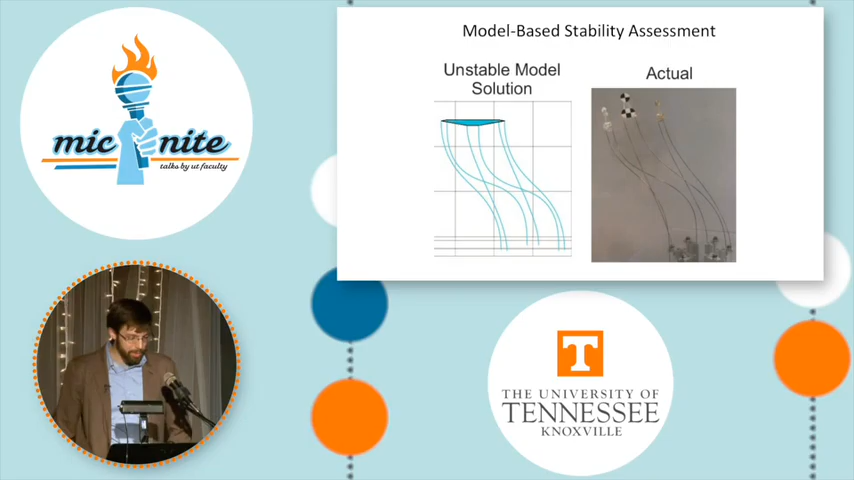 mic nite
talks by ut faculty
Model-Based Stability Assessment
Unstable Model
Solution
Actual
T
THE UNIVERSITY OF
TENNESSEE
KNOXVILLE